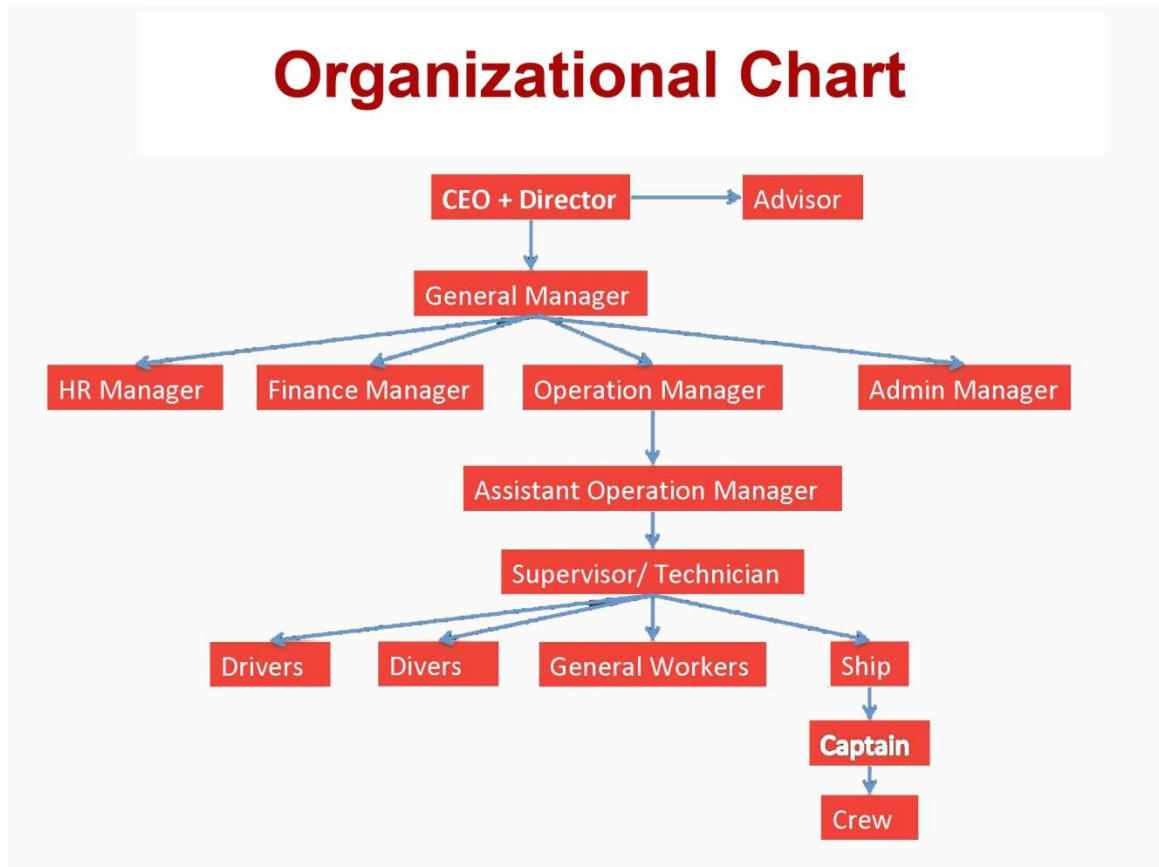 Organizational Chart
CEO + Director
Advisor
General Manager
HR Manager
Finance Manager
Operation Manager
Admin Manager
Assistant Operation Manager
Supervisor/ Technician
Drivers
Divers
General Workers
Ship
Captain
Crew